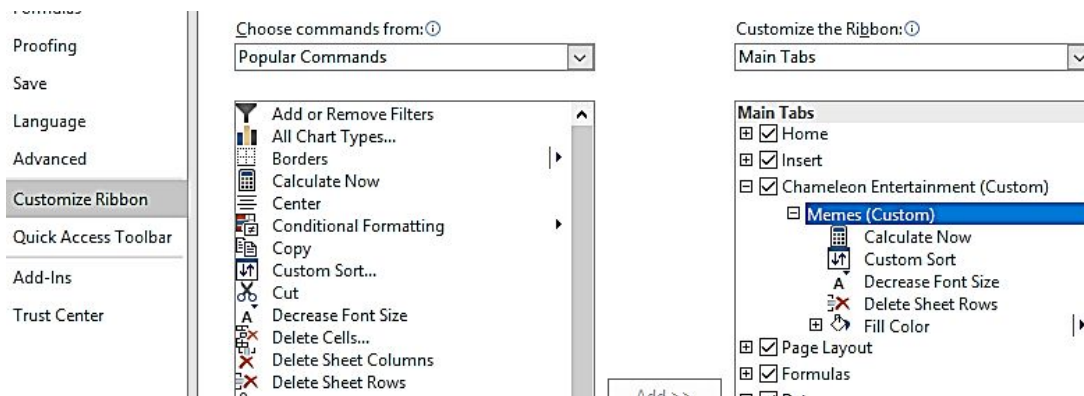 Formulas
Proofing
Save
Language
Advanced
Customize Ribbon
Quick Access Toolbar
Add-Ins
Trust Center
Choose commands from:
Popular Commands
Add or Remove Filters
All Chart Types...
Borders
Calculate Now
Center
Conditional Formatting
Copy
Custom Sort...
Cut
Decrease Font Size
Delete Cells...
Delete Sheet Columns
Delete Sheet Rows
Add >>
Customize the Ribbon:
Main Tabs
Main Tabs
Home
Insert
Chameleon Entertainment (Custom)
Memes (Custom)
Calculate Now
Custom Sort
Decrease Font Size
Delete Sheet Rows
Fill Color
Page Layout
Formulas